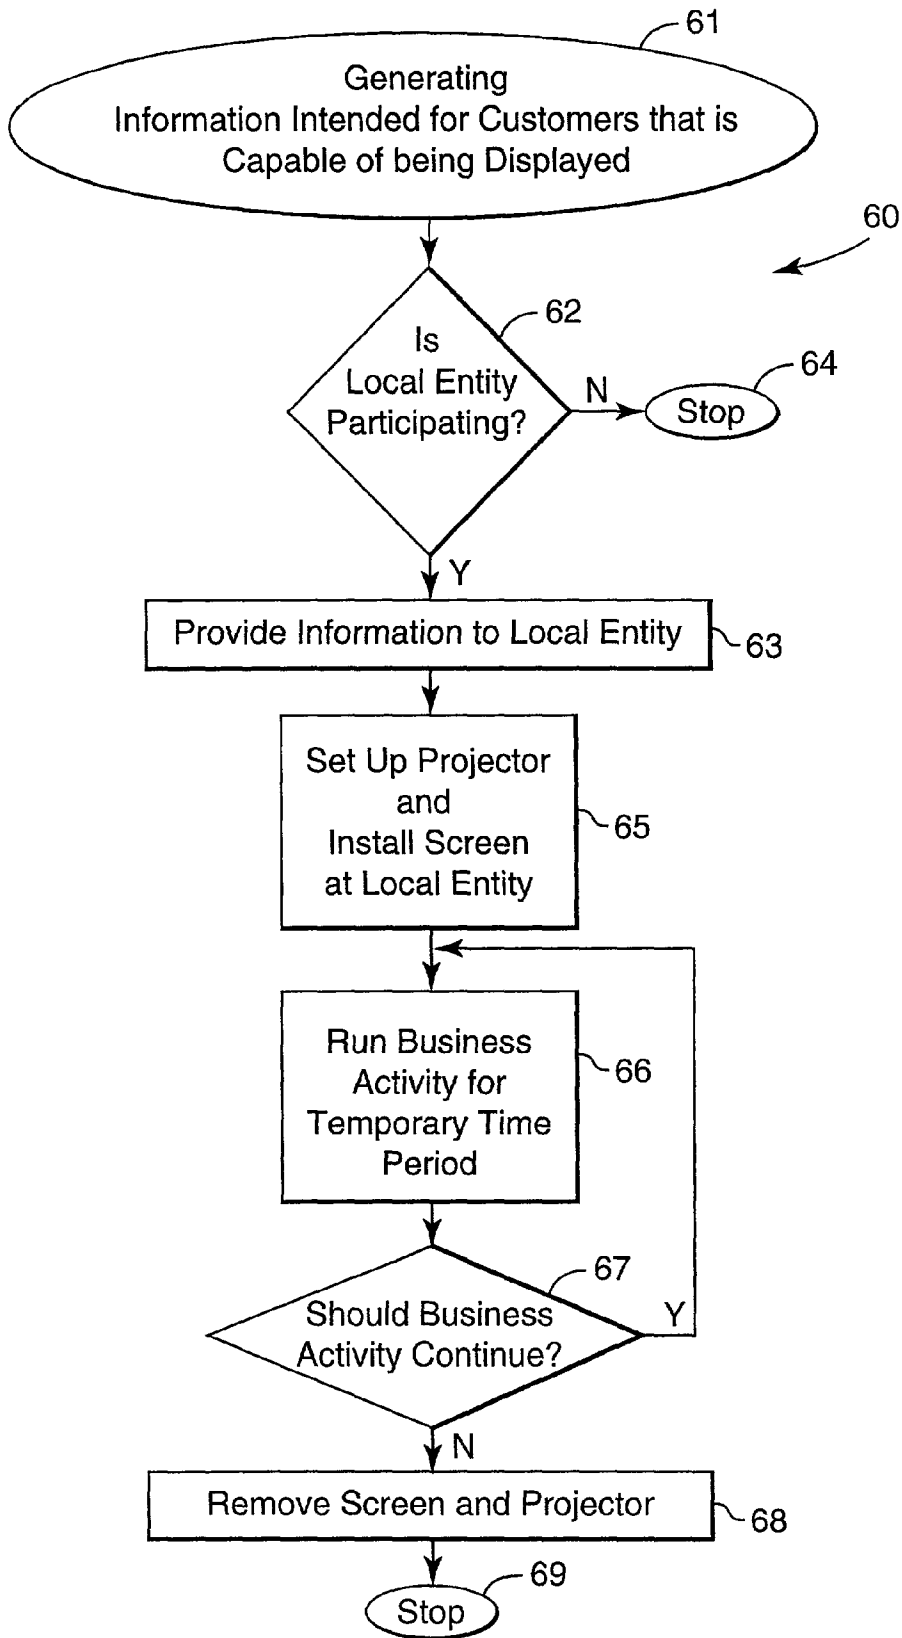 61
Generating
Information Intended for Customers that is
Capable of being Displayed
60
62
Is
Local Entity
Participating?
N
64
Stop
Y
Provide Information to Local Entity
63
Set Up Projector
and
Install Screen
at Local Entity
65
Run Business
Activity for
Temporary Time
Period
66
67
Should Business
Activity Continue?
Y
N
Remove Screen and Projector
68
69
Stop